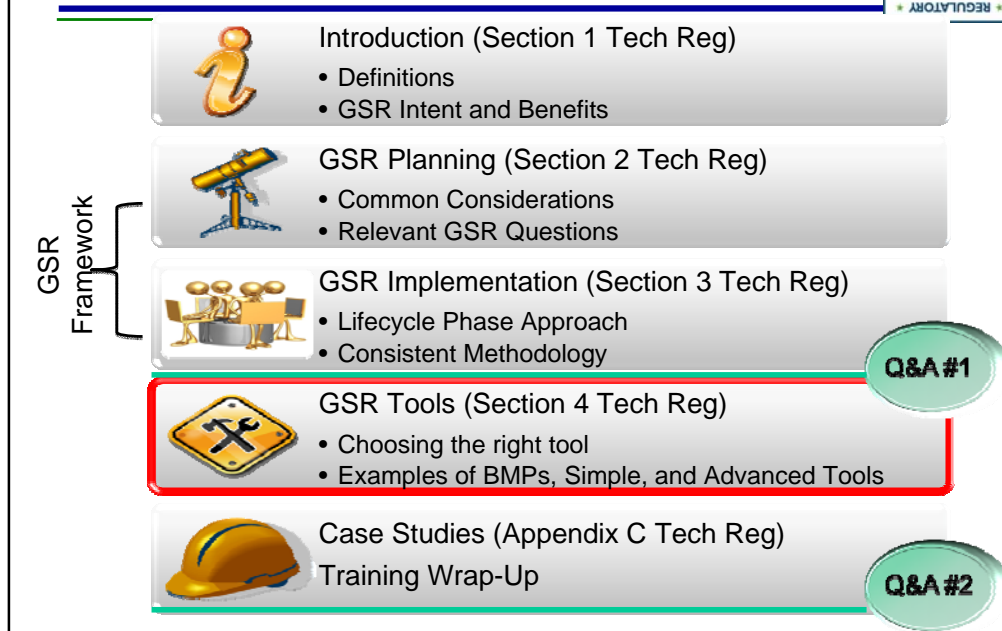 * REGULATORY *
Introduction (Section 1 Tech Reg)
• Definitions
• GSR Intent and Benefits
GSR Planning (Section 2 Tech Reg)
• Common Considerations
• Relevant GSR Questions
GSR
Framework
GSR Implementation (Section 3 Tech Reg)
• Lifecycle Phase Approach
• Consistent Methodology
Q&A #1
GSR Tools (Section 4 Tech Reg)
• Choosing the right tool
• Examples of BMPs, Simple, and Advanced Tools
Case Studies (Appendix C Tech Reg)
Training Wrap-Up
Q&A #2